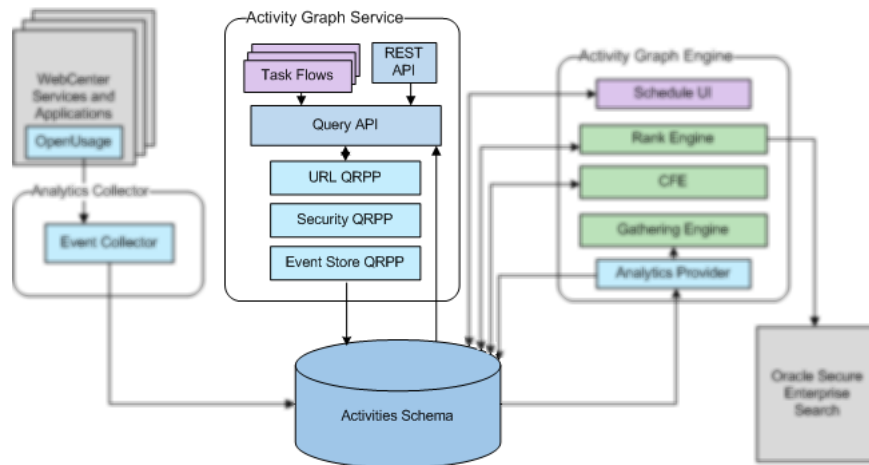 Activity Graph Service
Task Flows
REST
API
Query API
URL QRPP
Security QRPP
Event Store QRPP
Activities Schema
WebCenter
Services and
Applications
OpenUsage
Analytics Collector
Event Collector
Activity Graph Engine
Schedule UI
Rank Engine
CFE
Gathering Engine
Analytics Provider
Oracle Secure
Enterprise
Search